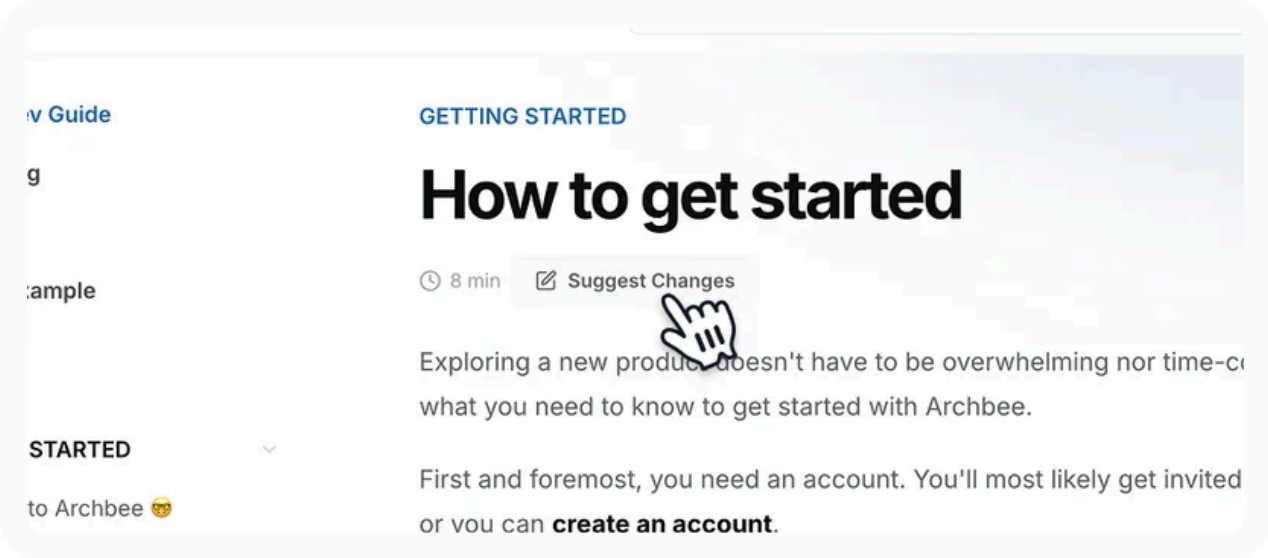 Guide
GETTING STARTED
How to get started
8 min
Suggest Changes
Exploring a new product doesn't have to be overwhelming nor
what you need to know to get started with Archbee.
STARTED
First and foremost, you need an account. You'll most likely get invited
to Archbee 🤓
or you can create an account.